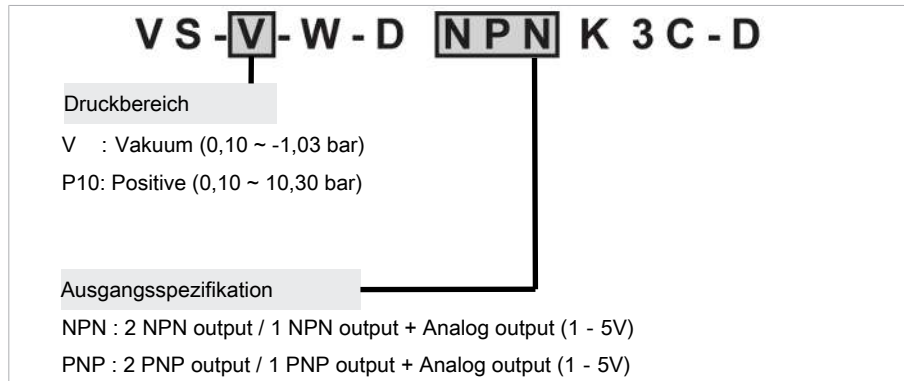 VS-V-W-D NPN K 3C-D
Druckbereich
V : Vakuum (0,10 ~ -1,03 bar)
P10: Positive (0,10 ~ 10,30 bar)
Ausgangsspezifikation
NPN : 2 NPN output / 1 NPN output + Analog output (1 - 5V)
PNP : 2 PNP output / 1 PNP output + Analog output (1 - 5V)